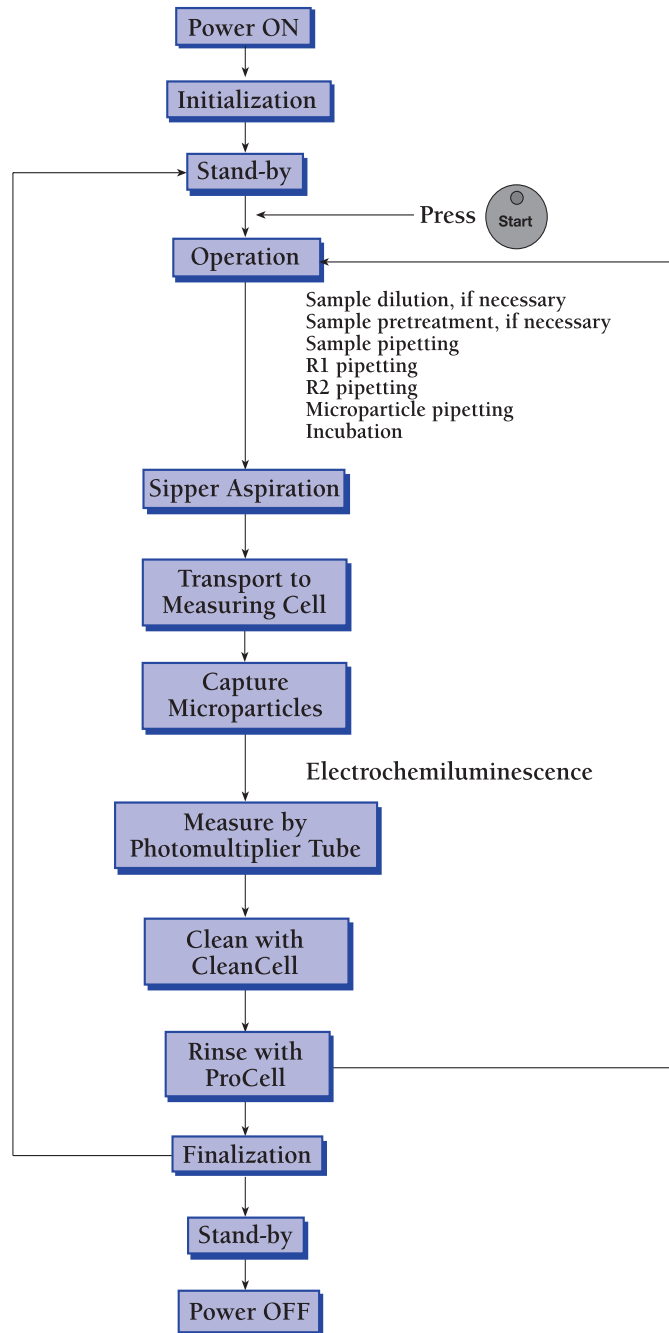 Power ON
Initialization
Stand-by
Press
Start
Operation
Sample dilution, if necessary
Sample pretreatment, if necessary
Sample pipetting
R1 pipetting
R2 pipetting
Microparticle pipetting
Incubation
Sipper Aspiration
Transport to
Measuring Cell
Capture
Microparticles
Electrochemiluminescence
Measure by
Photomultiplier Tube
Clean with
CleanCell
Rinse with
ProCell
Finalization
Stand-by
Power OFF